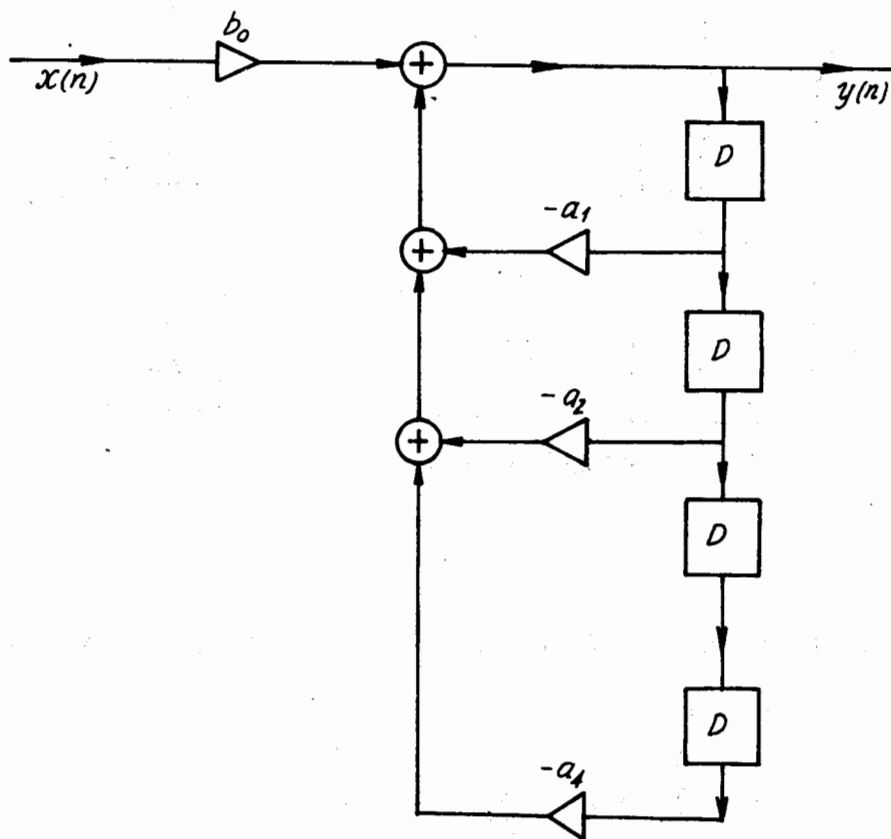 b₀
x(n)
+
y(n)
D
-a₁
+
D
-a₂
+
D
D
-a₄